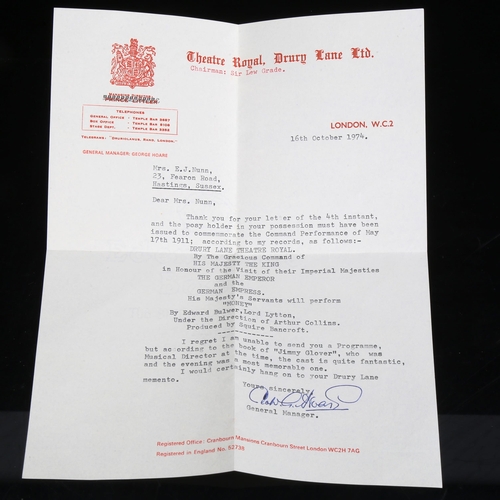 Theatre Royal, Drury Lane Ltd.
Chairman: Sir Lew Grade.
TELEPHONES
GENERAL OFFICE - TEMPLE BAR 8687
BOX OFFICE - TEMPLE BAR 8108
STAGE DEPT. - TEMPLE BAR 3352
TELEGRAMS: "DRURIOLANUS, RAND, LONDON."
GENERAL MANAGER: GEORGE HOARE
LONDON, W.C.2
16th October 1974.
Mrs. E.J.Nunn,
23, Fearon Road,
Hastings, Sussex.
Dear Mrs. Nunn,
Thank you for your letter of the 4th instant,
and the posy holder in your possession must have been
issued to commemorate the Command Performance of May
17th 1911; according to my records, as follows:-
DRURY LANE THEATRE ROYAL.
By The Gracious Command of
HIS MAJESTY THE KING
in Honour of the Visit of their Imperial Majesties
THE GERMAN EMPEROR
and the
GERMAN EMPRESS.
His Majesty's Servants will perform
"MONEY"
By Edward Bulwer, Lord Lytton,
Under the Direction of Arthur Collins.
Produced by Squire Bancroft.
I regret I am unable to send you a Programme,
but according to the book of "Jimmy Glover", who was
Musical Director at the time, the cast is quite fantastic,
and the evening was a most memorable one.
I would certainly hang on to your Drury Lane
memento.
Yours sincerely,
General Manager.
Registered Office: Cranbourn Mansions Cranbourn Street London WC2H 7AG
Registered in England No. 62736